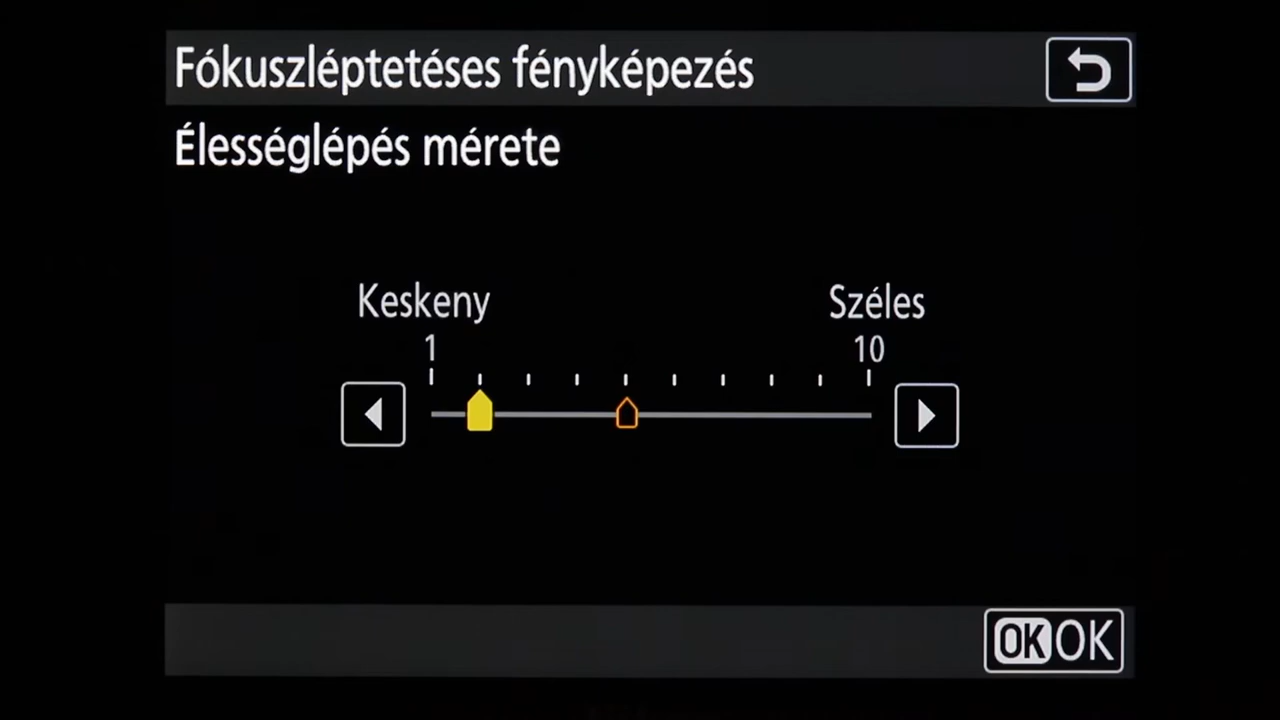 Fókuszléptetéses fényképezés
Élességlépés mérete
Keskeny Széles
1 10
OK OK